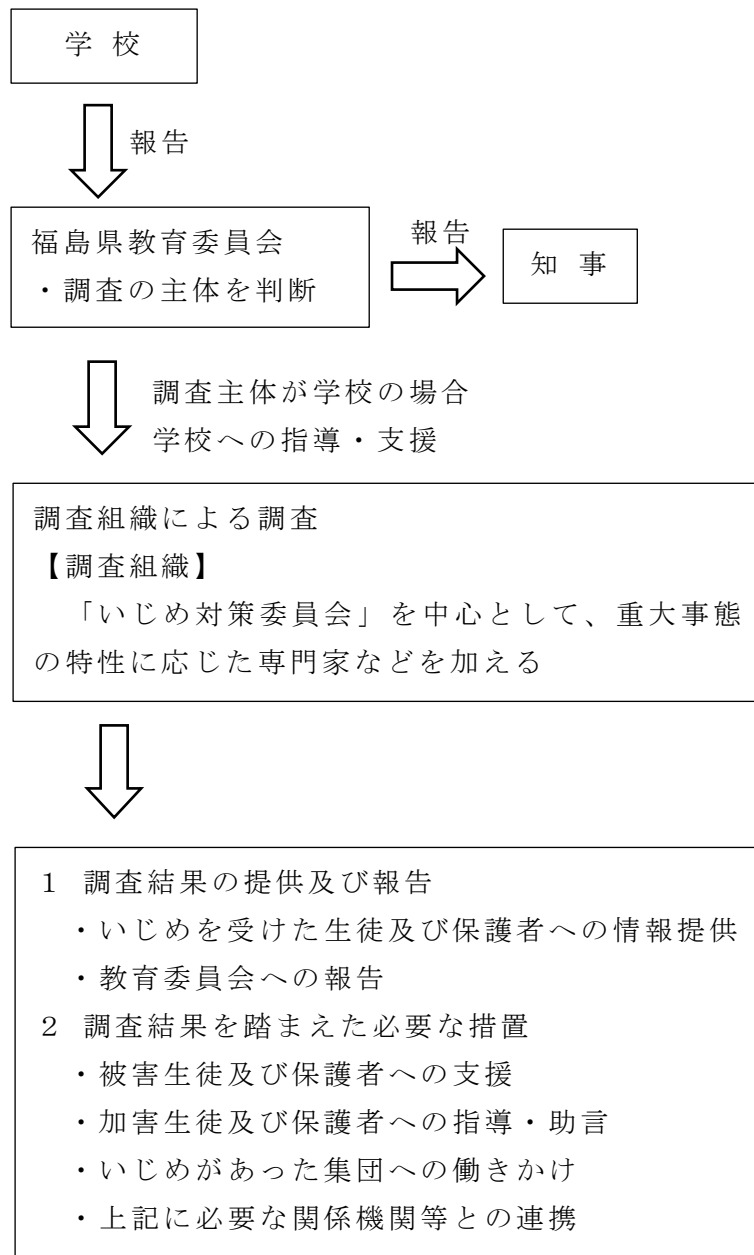 学校
報告
福島県教育委員会
・調査の主体を判断
報告
知事
調査主体が学校の場合
学校への指導・支援
調査組織による調査
【調査組織】
「いじめ対策委員会」を中心として、重大事態
の特性に応じた専門家などを加える
1 調査結果の提供及び報告
・いじめを受けた生徒及び保護者への情報提供
・教育委員会への報告
2 調査結果を踏まえた必要な措置
・被害生徒及び保護者への支援
・加害生徒及び保護者への指導・助言
・いじめがあった集団への働きかけ
・上記に必要な関係機関等との連携